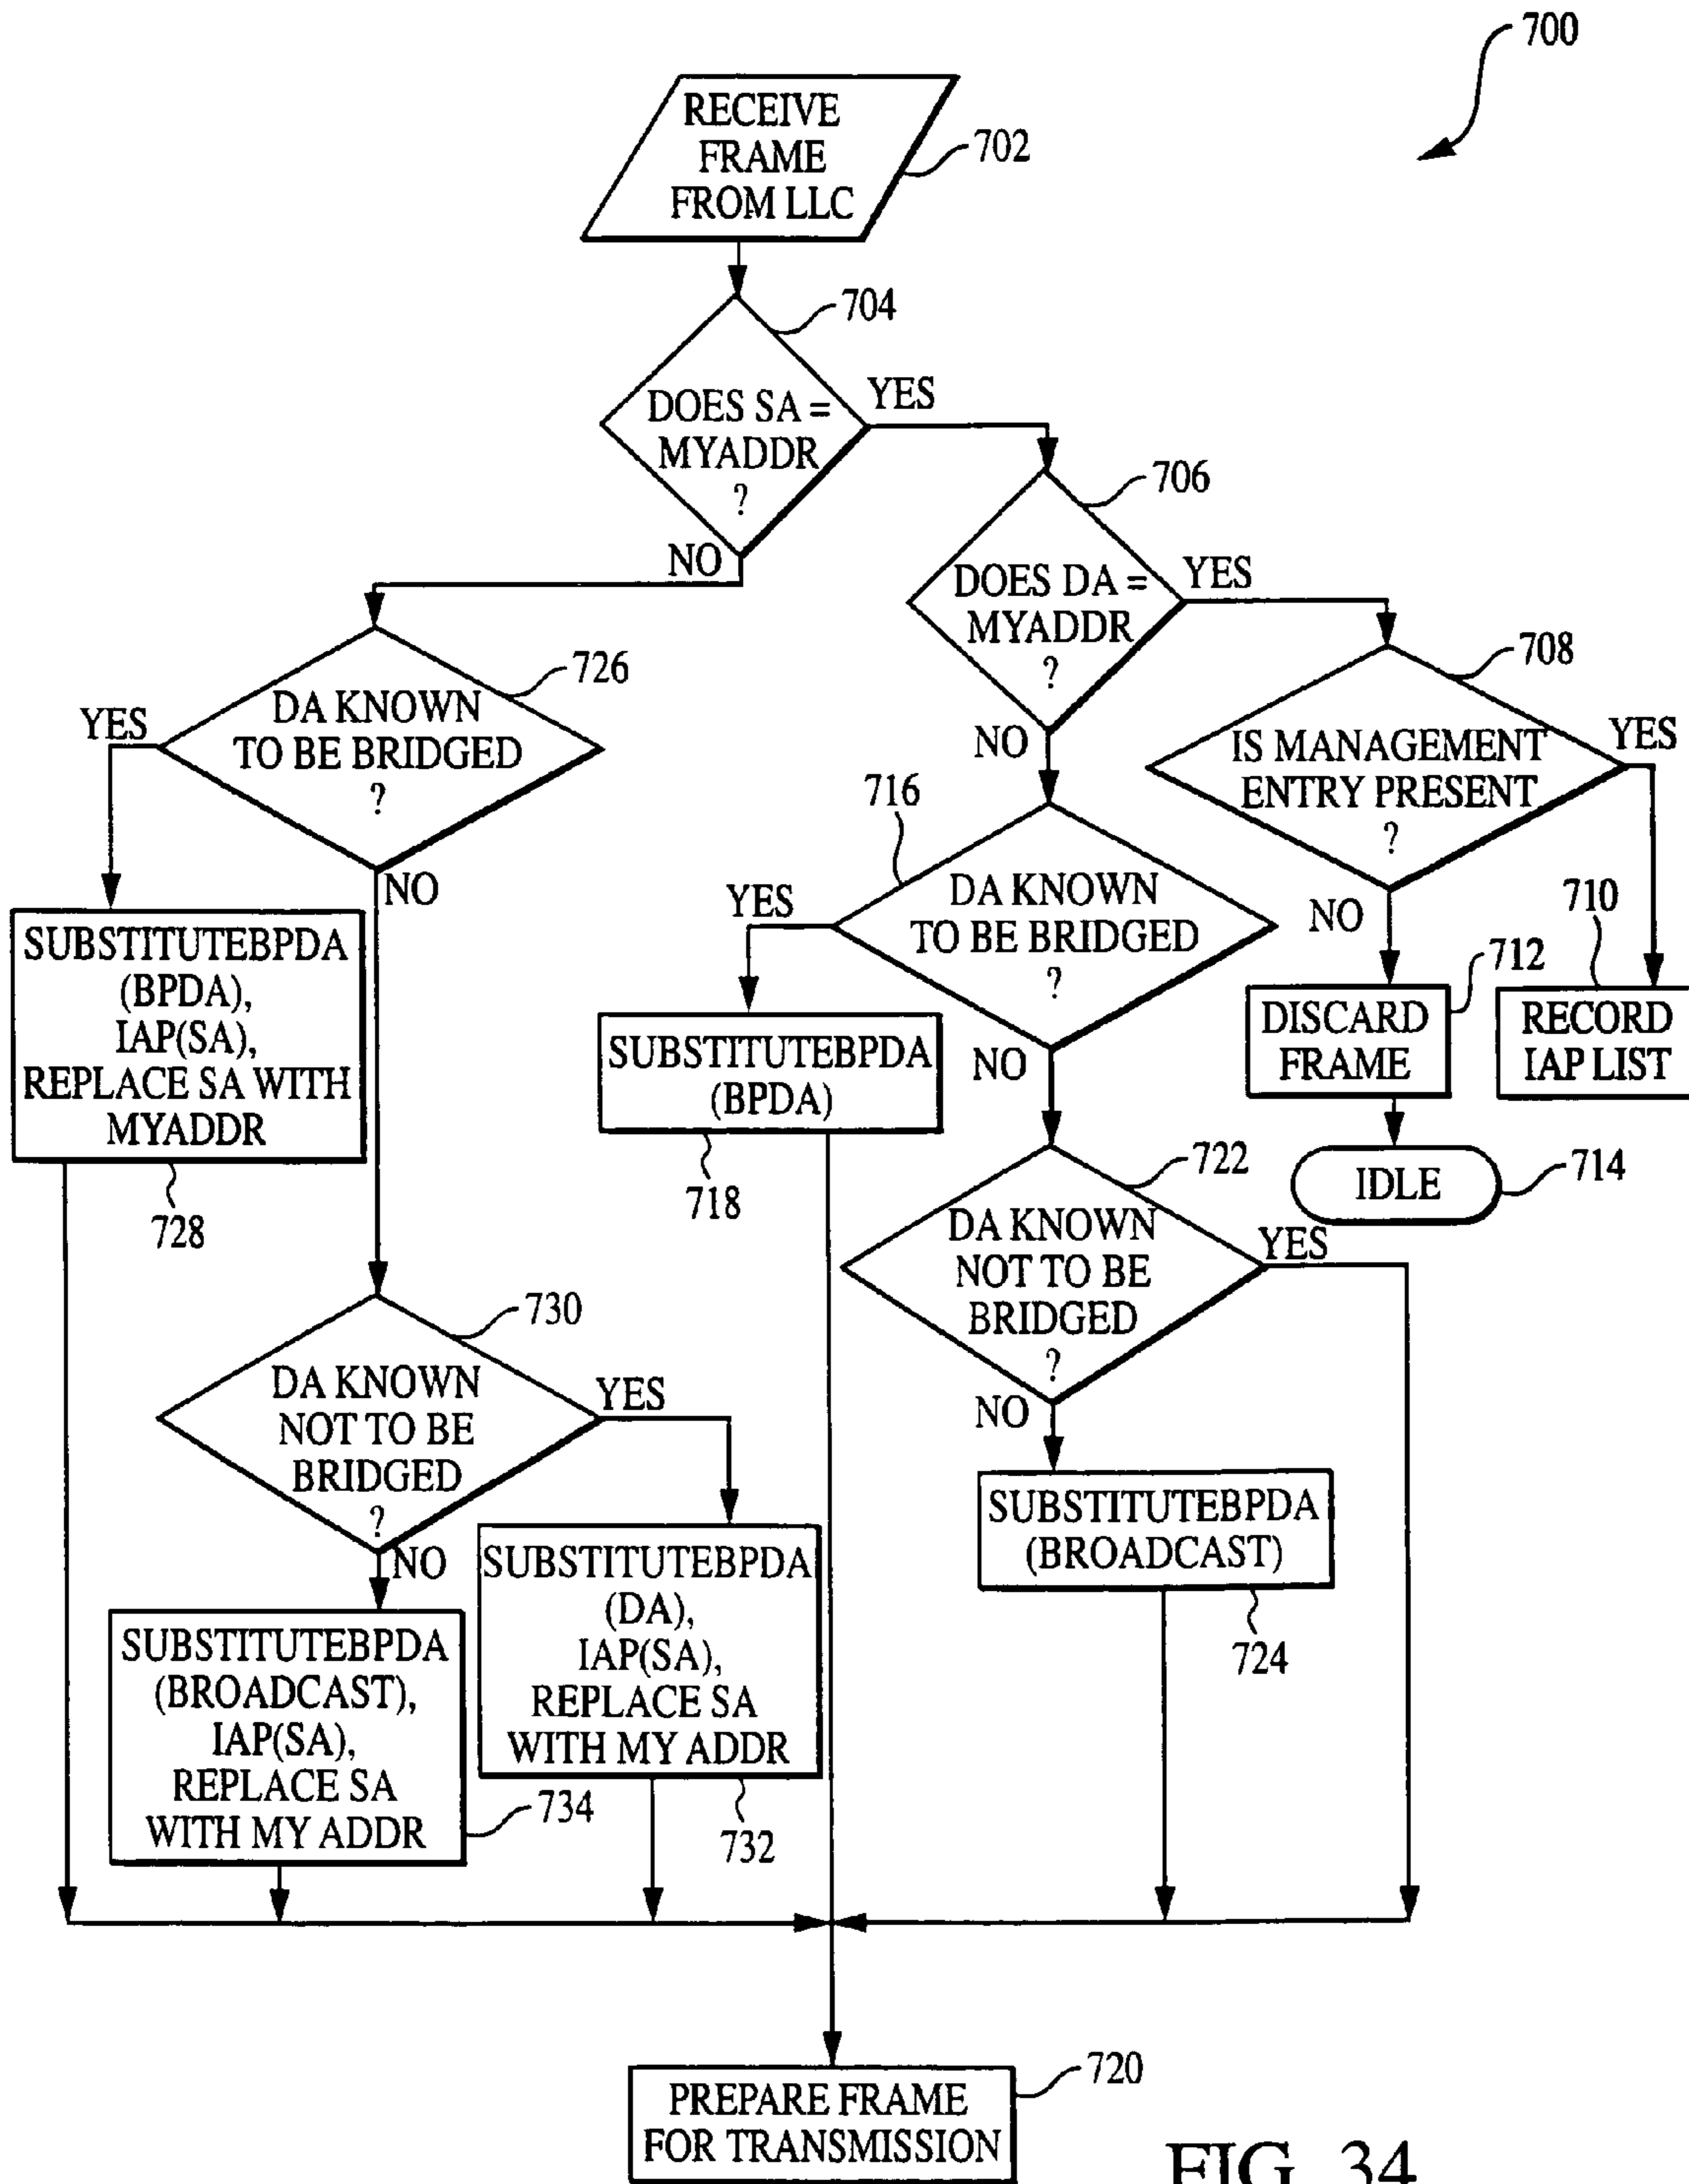 700
RECEIVE
FRAME
FROM LLC
702
704
DOES SA =
MYADDR
?
YES
NO
706
DOES DA =
MYADDR
?
YES
NO
708
IS MANAGEMENT
ENTRY PRESENT
?
YES
NO
726
DA KNOWN
TO BE BRIDGED
?
YES
NO
716
DA KNOWN
TO BE BRIDGED
?
YES
NO
710
RECORD
IAP LIST
712
DISCARD
FRAME
714
IDLE
SUBSTITUTEBPDA
(BPDA),
IAP(SA),
REPLACE SA WITH
MYADDR
728
SUBSTITUTEBPDA
(BPDA)
718
722
DA KNOWN
NOT TO BE
BRIDGED
?
YES
NO
730
DA KNOWN
NOT TO BE
BRIDGED
?
YES
NO
SUBSTITUTEBPDA
(BROADCAST)
724
SUBSTITUTEBPDA
(DA),
IAP(SA),
REPLACE SA
WITH MY ADDR
732
SUBSTITUTEBPDA
(BROADCAST),
IAP(SA),
REPLACE SA
WITH MY ADDR
734
PREPARE FRAME
FOR TRANSMISSION
720
FIG. 34